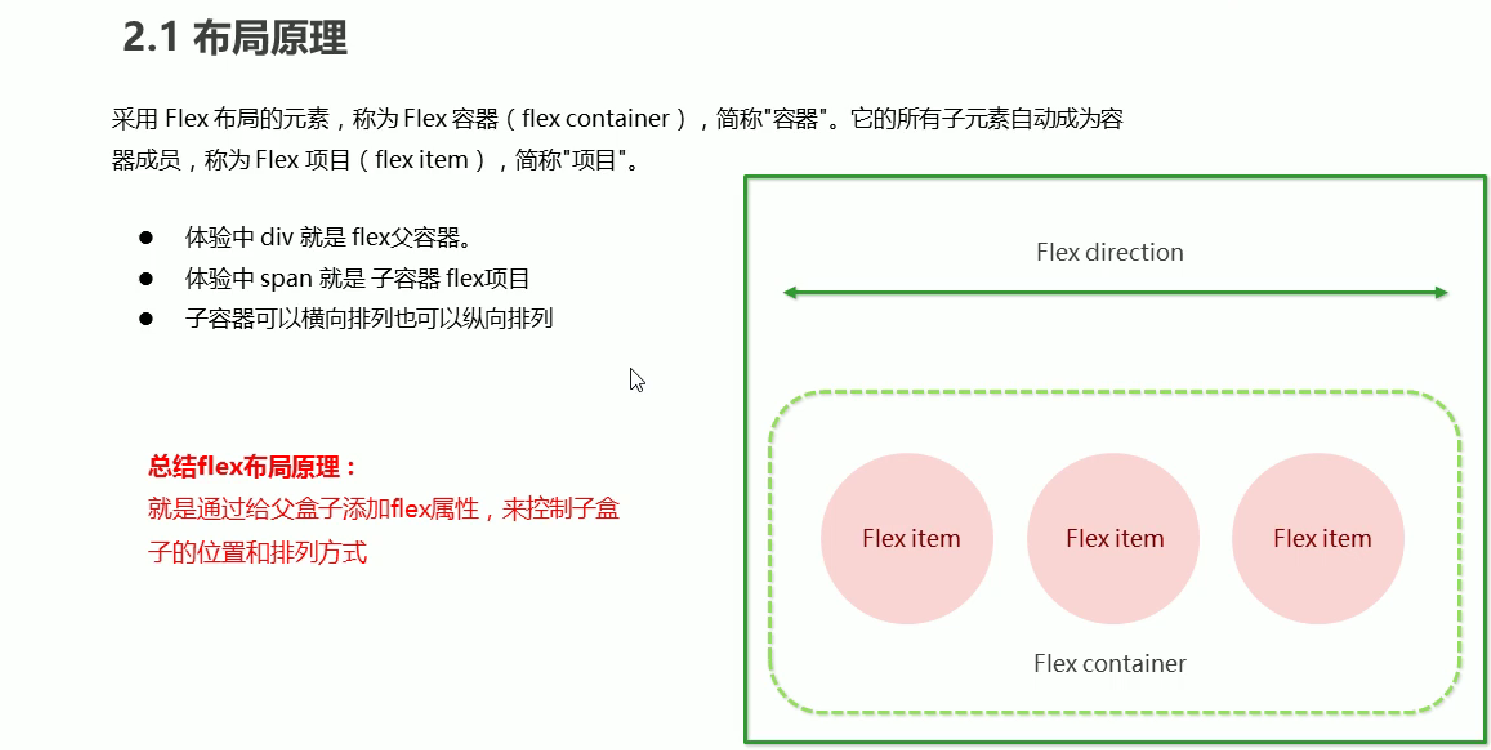 2.1 布局原理
采用 Flex 布局的元素，称为 Flex 容器（flex container），简称"容器"。它的所有子元素自动成为容
器成员，称为 Flex 项目（flex item），简称"项目"。
● 体验中 div 就是 flex父容器。
● 体验中 span 就是 子容器 flex项目
● 子容器可以横向排列也可以纵向排列
总结flex布局原理：
就是通过给父盒子添加flex属性，来控制子盒
子的位置和排列方式
Flex direction
Flex item Flex item Flex item
Flex container